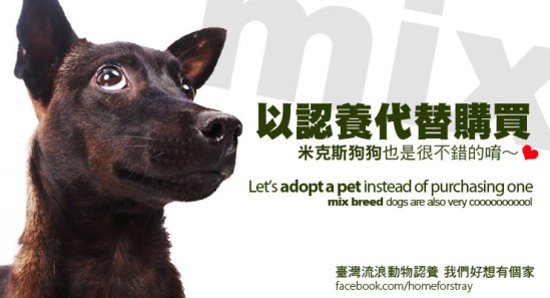 mix
以認養代替購買
米克斯狗狗也是很不錯的唷～
Let's adopt a pet instead of purchasing one
mix breed dogs are also very cooooooooool
臺灣流浪動物認養 我們好想有個家
facebook.com/homeforstray